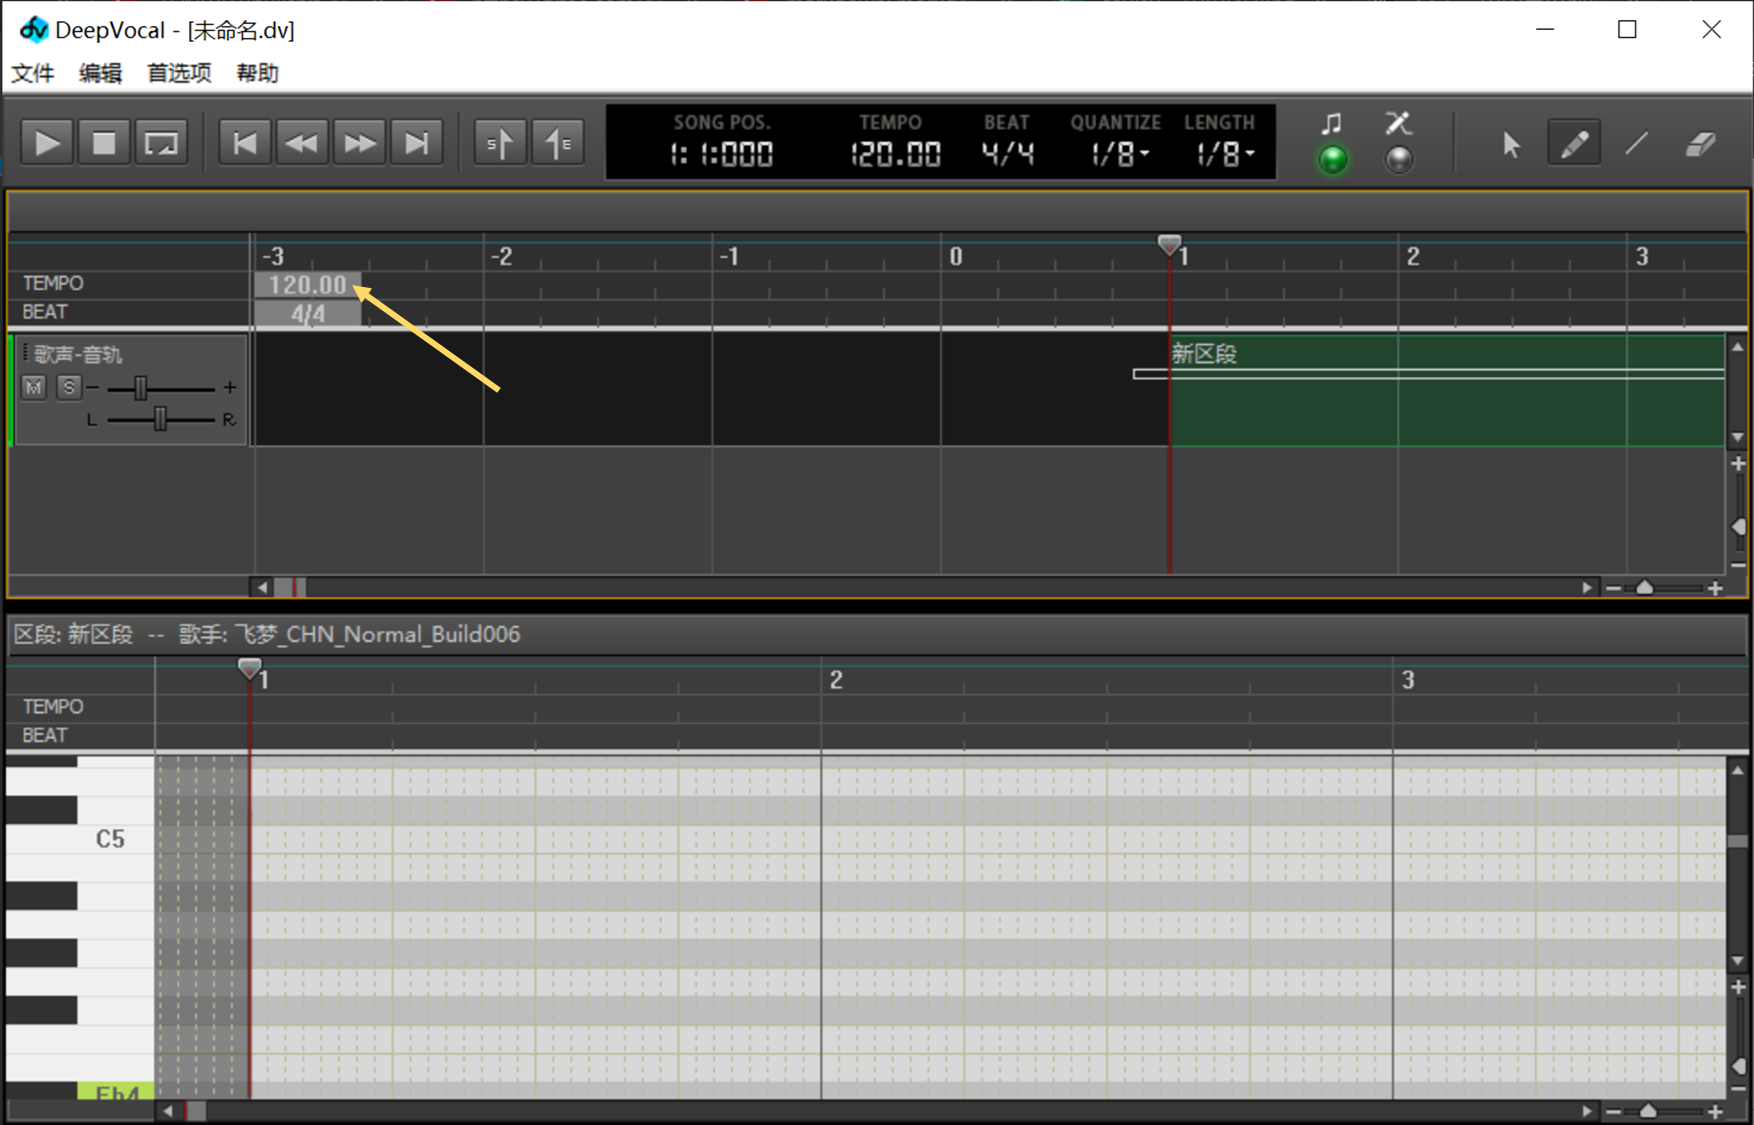 DeepVocal - [未命名.dv]
文件 编辑 首选项 帮助
S E SONG POS. TEMPO BEAT QUANTIZE LENGTH
1: 1:000 120.00 4/4 1/8 1/8
-3 -2 -1 0 1 2 3
TEMPO 120.00
BEAT 4/4
歌声-音轨 新区段
M S - +
L R
区段: 新区段 -- 歌手: 飞梦_CHN_Normal_Build006
1 2 3
TEMPO
BEAT
C5
Eb4